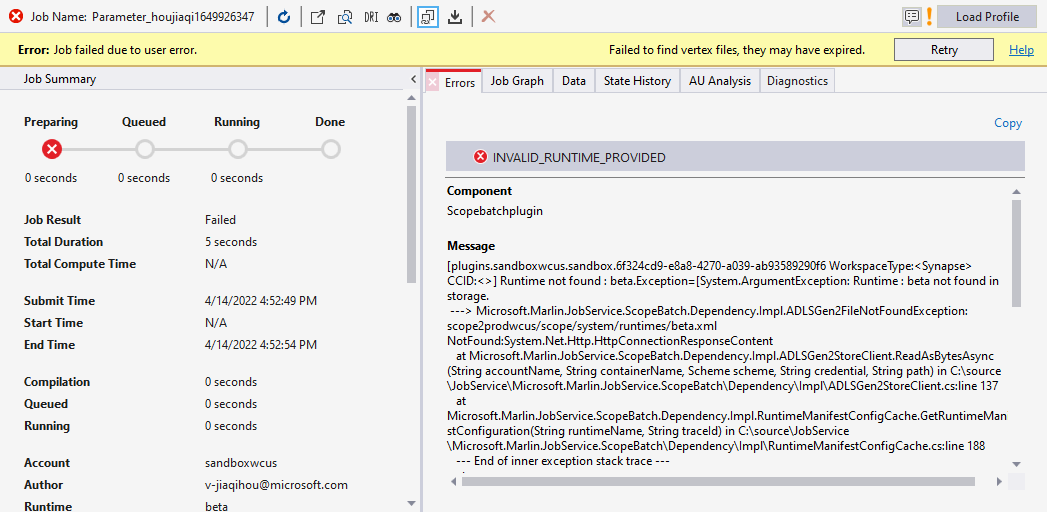 Job Name: Parameter_houjiaqi1649926347
DRI
Load Profile
Error: Job failed due to user error.
Failed to find vertex files, they may have expired.
Retry
Help
Job Summary
Preparing Queued Running Done
0 seconds 0 seconds 0 seconds
Job Result Failed
Total Duration 5 seconds
Total Compute Time N/A
Submit Time 4/14/2022 4:52:49 PM
Start Time N/A
End Time 4/14/2022 4:52:54 PM
Compilation 0 seconds
Queued 0 seconds
Running 0 seconds
Account sandboxwcus
Author v-jiaqihou@microsoft.com
Runtime beta
Errors Job Graph Data State History AU Analysis Diagnostics
Copy
INVALID_RUNTIME_PROVIDED
Component
Scopebatchplugin
Message
[plugins.sandboxwcus.sandbox.6f324cd9-e8a8-4270-a039-ab93589290f6 WorkspaceType:<Synapse>
CCID:<>] Runtime not found : beta.Exception=[System.ArgumentException: Runtime : beta not found in
storage.
---> Microsoft.Marlin.JobService.ScopeBatch.Dependency.Impl.ADLSGen2FileNotFoundException:
scope2prodwcus/scope/system/runtimes/beta.xml
NotFound:System.Net.Http.HttpConnectionResponseContent
at Microsoft.Marlin.JobService.ScopeBatch.Dependency.Impl.ADLSGen2StoreClient.ReadAsBytesAsync
(String accountName, String containerName, Scheme scheme, String credential, String path) in C:\source
\JobService\Microsoft.Marlin.JobService.ScopeBatch\Dependency\Impl\ADLSGen2StoreClient.cs:line 137
at
Microsoft.Marlin.JobService.ScopeBatch.Dependency.Impl.RuntimeManifestConfigCache.GetRuntimeMan
stConfiguration(String runtimeName, String traceId) in C:\source\JobService
\Microsoft.Marlin.JobService.ScopeBatch\Dependency\Impl\RuntimeManifestConfigCache.cs:line 188
--- End of inner exception stack trace ---